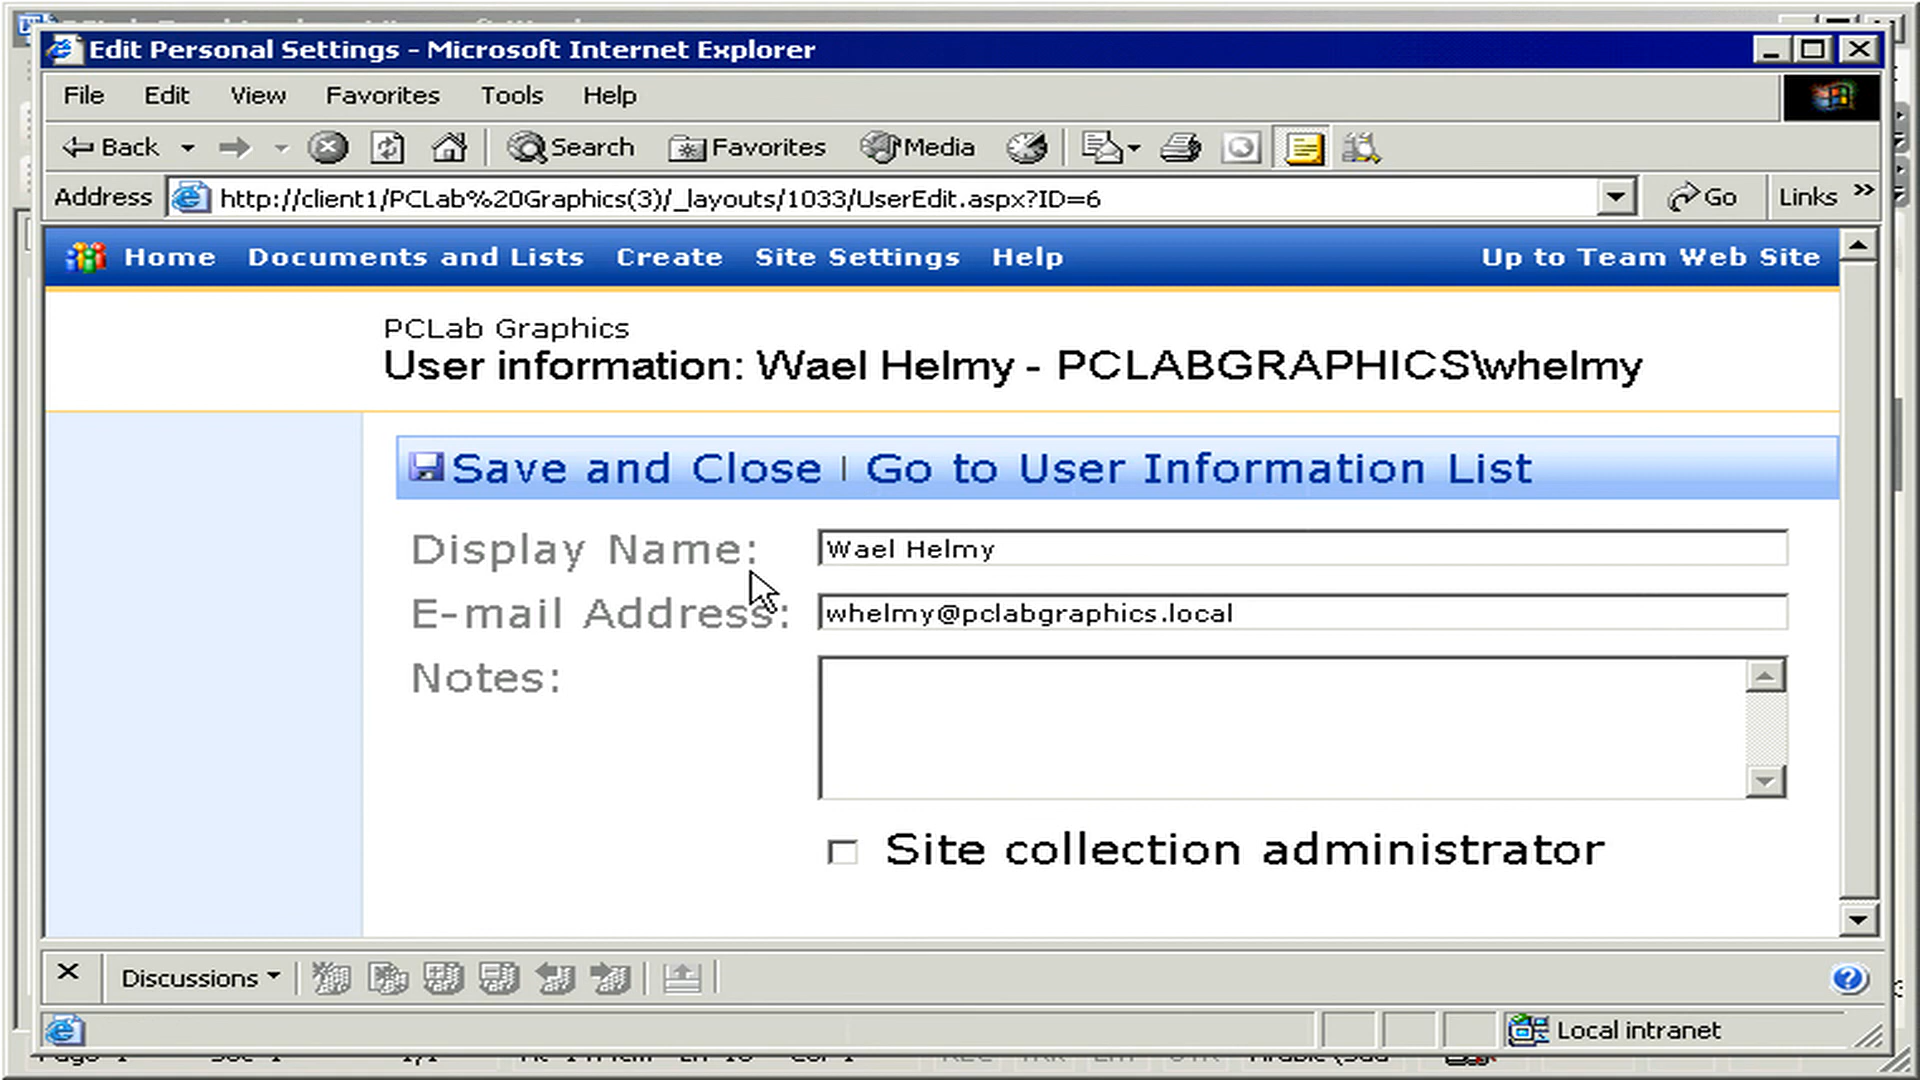 Edit Personal Settings - Microsoft Internet Explorer
File Edit View Favorites Tools Help
Back Search Favorites Media
Address http://client1/PCLab%20Graphics(3)/_layouts/1033/UserEdit.aspx?ID=6 Go Links »
Home Documents and Lists Create Site Settings Help Up to Team Web Site
PCLab Graphics
User information: Wael Helmy - PCLABGRAPHICS\whelmy
Save and Close | Go to User Information List
Display Name: Wael Helmy
E-mail Address: whelmy@pclabgraphics.local
Notes:
Site collection administrator
Discussions
Local intranet